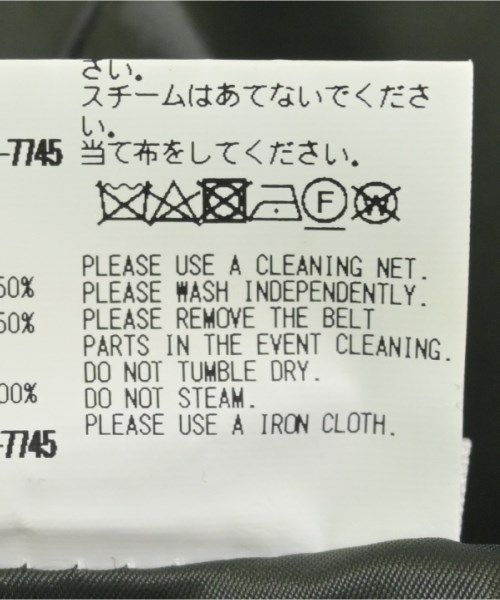 さい。
スチームはあてないでくださ
い。
-7745 当て布をしてください。
F W
PLEASE USE A CLEANING NET.
50% PLEASE WASH INDEPENDENTLY.
50% PLEASE REMOVE THE BELT
PARTS IN THE EVENT CLEANING.
DO NOT TUMBLE DRY.
00% DO NOT STEAM.
-7745 PLEASE USE A IRON CLOTH.